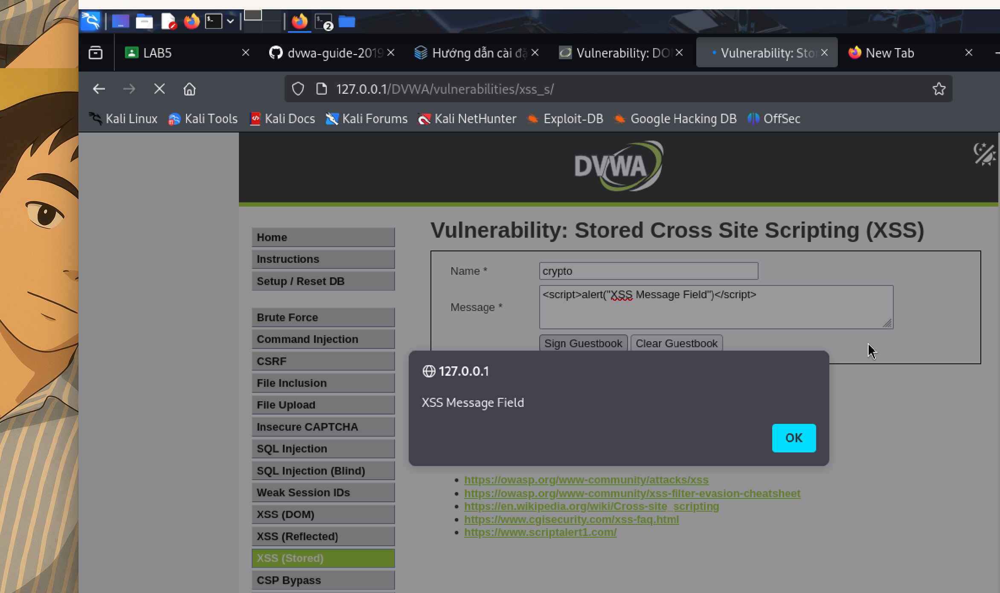 2
LAB5
dvwa-guide-2019
Hướng dẫn cài đặ
Vulnerability: DO
Vulnerability: Sto
New Tab
127.0.0.1/DVWA/vulnerabilities/xss_s/
Kali Linux
Kali Tools
Kali Docs
Kali Forums
Kali NetHunter
Exploit-DB
Google Hacking DB
OffSec
DVWA
Vulnerability: Stored Cross Site Scripting (XSS)
Home
Instructions
Setup / Reset DB
Brute Force
Command Injection
CSRF
File Inclusion
File Upload
Insecure CAPTCHA
SQL Injection
SQL Injection (Blind)
Weak Session IDs
XSS (DOM)
XSS (Reflected)
XSS (Stored)
CSP Bypass
Name *
crypto
Message *
<script>alert("XSS Message Field")</script>
Sign Guestbook
Clear Guestbook
127.0.0.1
XSS Message Field
OK
https://owasp.org/www-community/attacks/xss
https://owasp.org/www-community/xss-filter-evasion-cheatsheet
https://en.wikipedia.org/wiki/Cross-site_scripting
https://www.cgisecurity.com/xss-faq.html
https://www.scriptalert1.com/